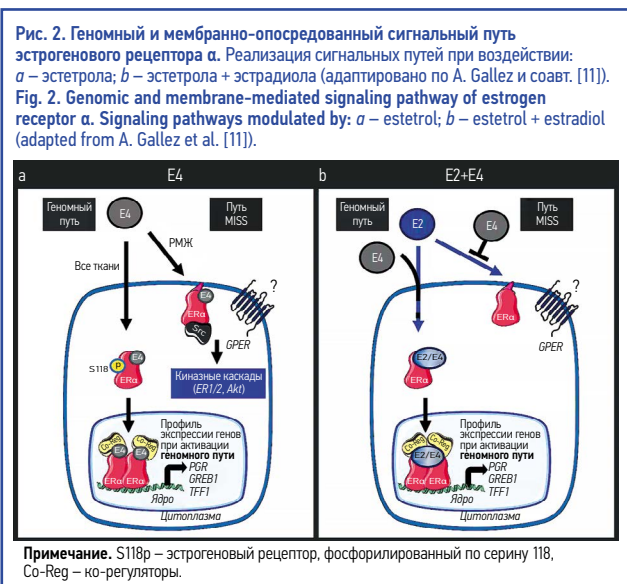 Рис. 2. Геномный и мембранно-опосредованный сигнальный путь
эстрогенового рецептора α. Реализация сигнальных путей при воздействии:
a – эстетрола; b – эстетрола + эстрадиола (адаптировано по A. Gallez и соавт. [11]).
Fig. 2. Genomic and membrane-mediated signaling pathway of estrogen
receptor α. Signaling pathways modulated by: a – estetrol; b – estetrol + estradiol
(adapted from A. Gallez et al. [11]).
a
E4
Геномный
путь
E4
Путь
MISS
РМЖ
Все ткани
?
E4
ERα
Src
GPER
S118
P
E4
ERα
Киназные каскады
(ER1/2, Akt)
Co-Reg
Co-Reg
E4
E4
ERα
ERα
Профиль
экспрессии генов
при активации
геномного пути
PGR
GREB1
TFF1
Ядро
Цитоплазма
b
E2+E4
Геномный
путь
E2
E4
Путь
MISS
E4
?
ERα
GPER
E2/E4
ERα
Co-Reg
Co-Reg
E2/E4
ERα
ERα
Профиль
экспрессии генов
при активации
геномного пути
PGR
GREB1
TFF1
Ядро
Цитоплазма
Примечание. S118p – эстрогеновый рецептор, фосфорилированный по серину 118,
Co-Reg – ко-регуляторы.